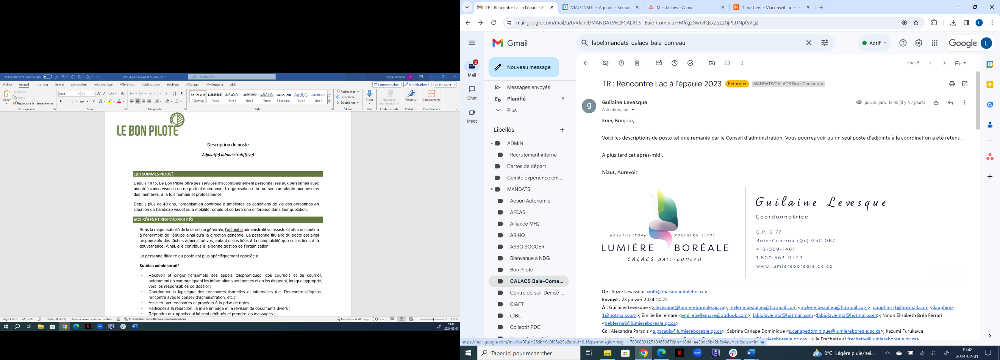 Enregistrement automatique
DSP_AdjAdm_CALACS_2024-02
Rechercher
Léonie Blondin
LB
Fichier
Accueil
Insertion
Dessin
Conception
Mise en page
Références
Publipostage
Révision
Affichage
Développeur
Aide
Commentaires
Modification
Partager
Coller
Couper
Copier
Reproduire la mise en forme
Presse-papiers
Arial
11
Police
Paragraphe
AaBbCcDc
¶ Normal
Titre 2
Titre 3
Titre 5
Titre 6
¶ Sans int...
Titre 1
Titre 4
Styles
Rechercher
Remplacer
Sélectionner
Édition
Dicter
Voix
Niveau de confidentialité
Confidentialité
Rédacteur
Rédacteur
Compléments
Compléments
LE BON PILOTE
Description de poste
Adjoint(e) administratif(tive)
QUI SOMMES-NOUS?
Depuis 1975, Le Bon Pilote offre ses services d'accompagnement personnalisés aux personnes avec
une déficience visuelle ou en perte d'autonomie. L'organisation offre un soutien adapté aux besoins
des membres, à la fois humain et professionnel.
Depuis plus de 40 ans, l'organisation contribue à améliorer les conditions de vie des personnes en
situation de handicap visuel ou à mobilité réduite et de faire une différence dans leur quotidien.
VOS RÔLES ET RESPONSABILITÉS
Sous la responsabilité de la direction générale, l'adjoint.e administratif.ve assiste et offre un soutien
à l'ensemble de l'équipe ainsi qu'à la direction générale. La personne titulaire du poste est ainsi
responsable des tâches administratives, autant celles liées à la comptabilité que celles liées à la
gouvernance. Ainsi, elle contribue à la bonne gestion de l'organisation.
La personne titulaire du poste est plus spécifiquement appelée à :
Soutien administratif
• Recevoir et diriger l'ensemble des appels téléphoniques, des courriels et du courrier,
notamment en communiquant les informations pertinentes et en les dirigeant, lorsque approprié,
vers les responsables de dossier ;
• Coordonner la logistique des rencontres formelles et informelles (i.e. Rencontre d'équipe,
rencontre avec le conseil d'administration, etc.);
• Assister aux rencontres et procéder à la prise de notes ;
• Participer à la rédaction, la mise en page et la révision de documents divers ;
• Répondre aux appels qui lui sont attribués et prendre les messages ;
Page 1 sur 2
611 mots
Français (France)
Saisie semi-automatique : activée
Accessibilité : consultez nos recommandations
Paramètres d'affichage
Focus
130 %
19:42
2024-02-01
TR : Rencontre Lac à l'épaule 20
VIACONSEIL – Agenda - Semain
Mes tâches - Asana
Timesheet – Viaconseil Inc. – Ha
mail.google.com/mail/u/0/#label/MANDATS%2FCALACS+Baie-Comeau/FMfcgzGwJvfQsxZqZzGjPLTJNpfSVLjz
L
Gmail
label:mandats-calacs-baie-comeau
Actif
Google
L
2
Mail
Chat
Meet
Nouveau message
Messages envoyés
Planifié
5
Plus
Libellés
ADMIN
Recrutement interne
Cartes de départ
Comité expérience em...
MANDATS
Action Autonomie
AFEAS
Alliance MH2
ARIHQ
ASSO.SOCCER
Bienvenue à NDG
Bon Pilote
CALACS Baie-Come...
Centre de soir Denise ...
CIAFT
CIBL
Collectif PDC
1 sur 5
Fr
TR : Rencontre Lac à l'épaule 2023
Externes
MANDATS/CALACS Baie-Comeau ×
g
Guilaine Levesque
À Justine, moi
jeu. 25 janv. 13:42 (il y a 7 jours)
Kuei, Bonjour,
Voici les descriptions de poste tel que remanié par le Conseil d'administration. Vous pourrez voir qu'un seul poste d'adjointe à la coordination a été retenu.
A plus tard cet après-midi.
Niaut, Aurevoir
UASHTUSHKUAU
NORTHERN LIGHT
LUMIÈRE BORÉALE
CALACS BAIE-COMEAU
Guilaine Levesque
Coordonnatrice
C.P. 6177
Baie-Comeau (Qc) G5C 0B7
418-589-1461
1 800 563-0443
www.lumiereboreale.qc.ca
De : Suzie Levasseur <info@maisonanitalebel.ca>
Envoyé : 23 janvier 2024 14:22
À : Guilaine Levesque <g.levesque@lumiereboreale.qc.ca>; mylene.beaulieu@hotmail.com <mylene.beaulieu@hotmail.com>; dauphins-1@hotmail.com <dauphins-
1@hotmail.com>; Émilie Bellemare <emiliebellemare@outlook.com>; fabiolavielma@hotmail.com <fabiolavielma@hotmail.com>; Ninon Elisabeth Bréa Ferrari
<nebferrari@lumiereboreale.qc.ca>
Cc : Alexandra Paradis <a.paradis@lumiereboreale.qc.ca>; Sabrina Canape Dominique <s.canapedominique@lumiereboreale.qc.ca>; Kazumi Furukawa
Julie Frechette <j.frechette@lumiereboreale.qc.ca>
https://mail.google.com/mail/u/0?ui=2&ik=0c0f95a29a&attid=0.1&permmsgid=msg-f:1789088912510465067&th=18d41ee30dc6b42b&view=att&disp=inline
Taper ici pour rechercher
0°C Légère pluie/nei...
19:42
2024-02-01